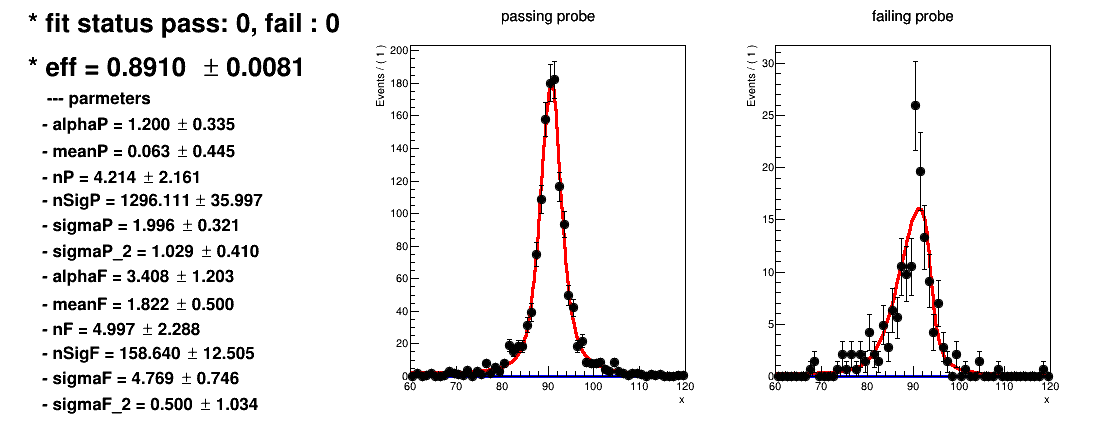 * fit status pass: 0, fail : 0
* eff = 0.8910 ± 0.0081
--- parmeters
- alphaP = 1.200 ± 0.335
- meanP = 0.063 ± 0.445
- nP = 4.214 ± 2.161
- nSigP = 1296.111 ± 35.997
- sigmaP = 1.996 ± 0.321
- sigmaP_2 = 1.029 ± 0.410
- alphaF = 3.408 ± 1.203
- meanF = 1.822 ± 0.500
- nF = 4.997 ± 2.288
- nSigF = 158.640 ± 12.505
- sigmaF = 4.769 ± 0.746
- sigmaF_2 = 0.500 ± 1.034
passing probe
Events / ( 1 )
200
180
160
140
120
100
80
60
40
20
0
60 70 80 90 100 110 120
x
failing probe
Events / ( 1 )
30
25
20
15
10
5
0
60 70 80 90 100 110 120
x